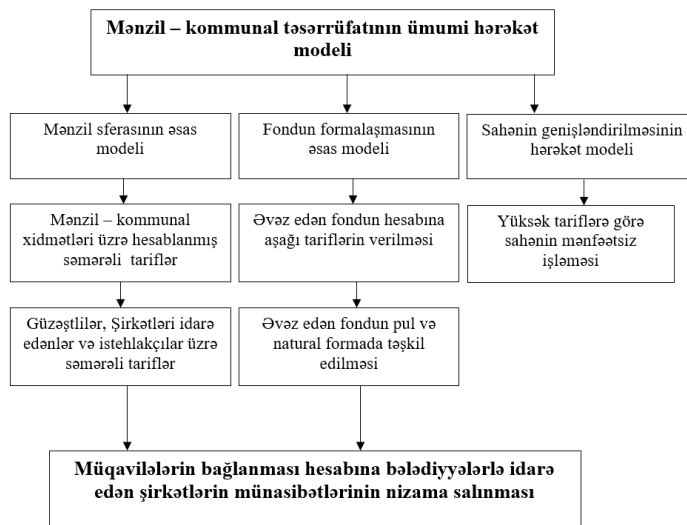 Mənzil – kommunal təsərrüfatının ümumi hərəkət
modeli
Mənzil sferasının əsas
modeli
Fondun formalaşmasının
əsas modeli
Sahənin genişləndirilməsinin
hərəkət modeli
Mənzil – kommunal
xidmətləri üzrə hesablanmış
səmərəli tariflər
Əvəz edən fondun hesabına
aşağı tariflərin verilməsi
Yüksək tariflərə görə
sahənin mənfəətsiz
işləməsi
Güzəştlilər, Şirkətləri idarə
edənlər və istehlakçılar üzrə
səmərəli tariflər
Əvəz edən fondun pul və
natural formada təşkil
edilməsi
Müqavilələrin bağlanması hesabına bələdiyyələrlə idarə
edən şirkətlərin münasibətlərinin nizama salınması